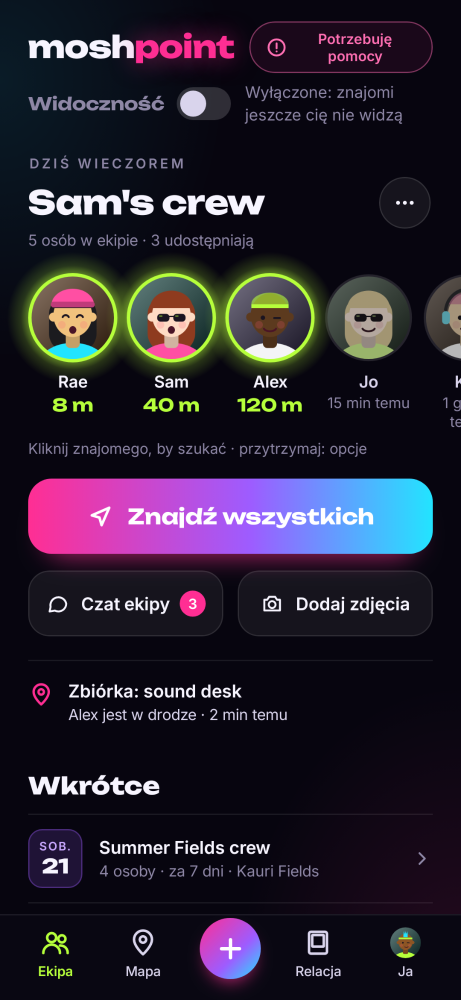 moshpoint
Potrzebuję
pomocy
Widoczność
Wyłączone: znajomi
jeszcze cię nie widzą
DZIŚ WIECZOREM
Sam's crew
5 osób w ekipie · 3 udostępniają
Rae
8 m
Sam
40 m
Alex
120 m
Jo
15 min temu
K
1 g
te
Kliknij znajomego, by szukać · przytrzymaj: opcje
Znajdź wszystkich
Czat ekipy 3
Dodaj zdjęcia
Zbiórka: sound desk
Alex jest w drodze · 2 min temu
Wkrótce
SOB.
21
Summer Fields crew
4 osoby · za 7 dni · Kauri Fields
Ekipa
Mapa
Relacja
Ja